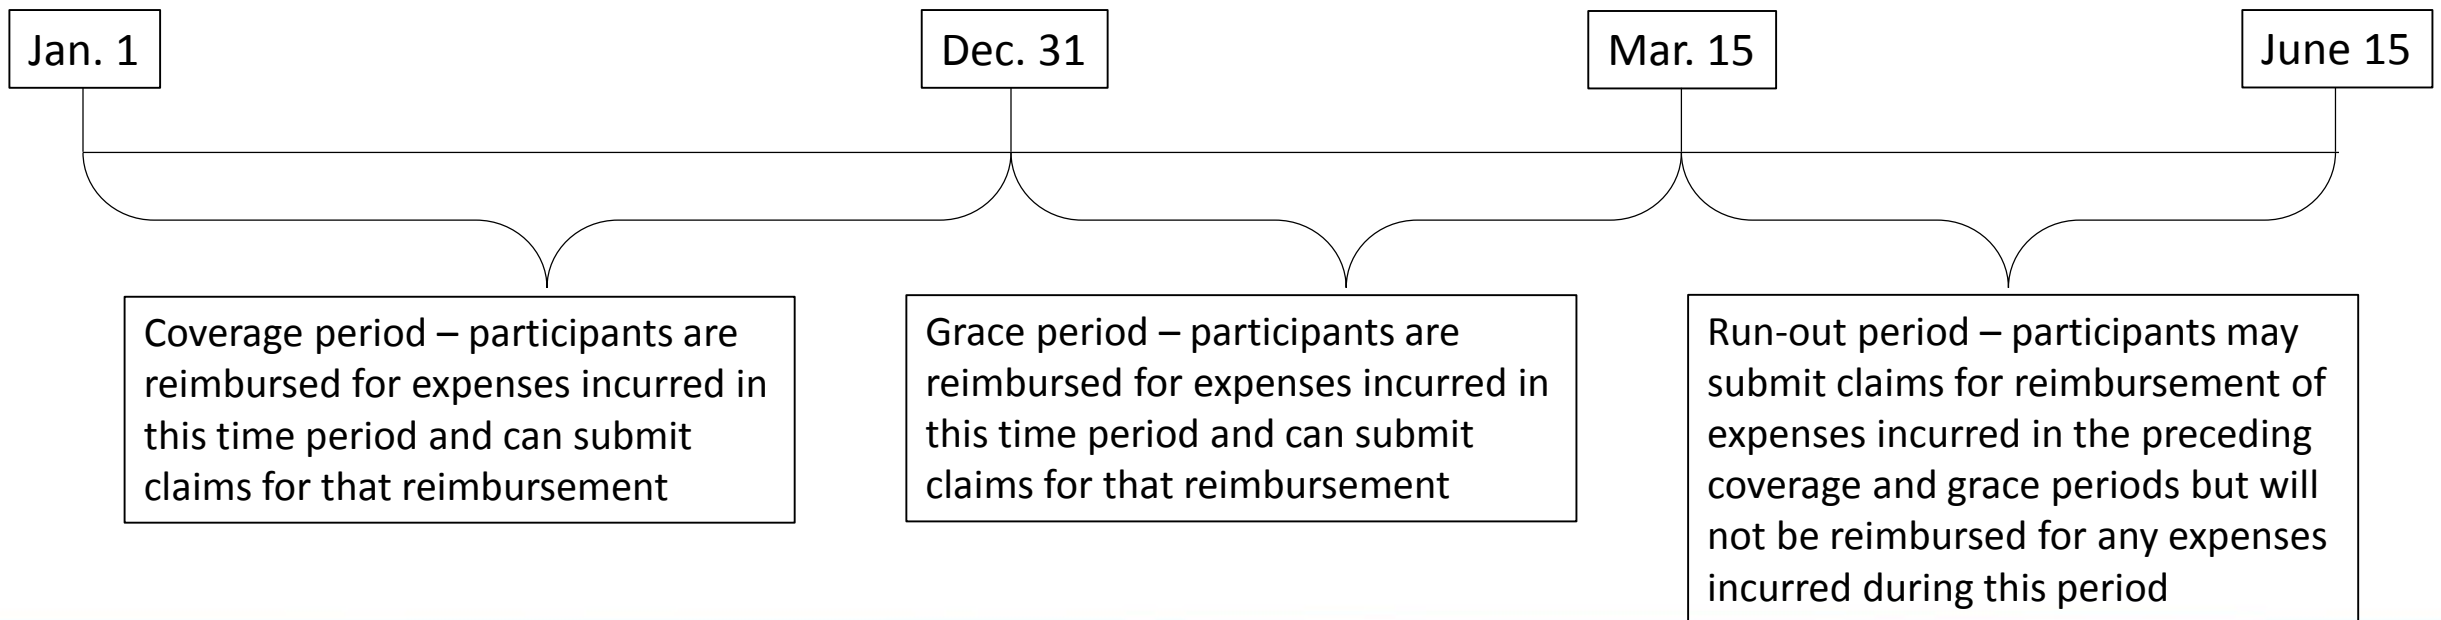 Jan. 1
Dec. 31
Mar. 15
June 15
Coverage period – participants are
reimbursed for expenses incurred in
this time period and can submit
claims for that reimbursement
Grace period – participants are
reimbursed for expenses incurred in
this time period and can submit
claims for that reimbursement
Run-out period – participants may
submit claims for reimbursement of
expenses incurred in the preceding
coverage and grace periods but will
not be reimbursed for any expenses
incurred during this period